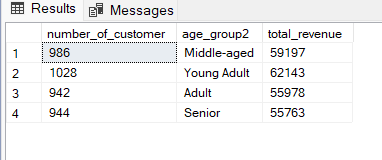 Results Messages
number_of_customer age_group2 total_revenue
1 986 Middle-aged 59197
2 1028 Young Adult 62143
3 942 Adult 55978
4 944 Senior 55763